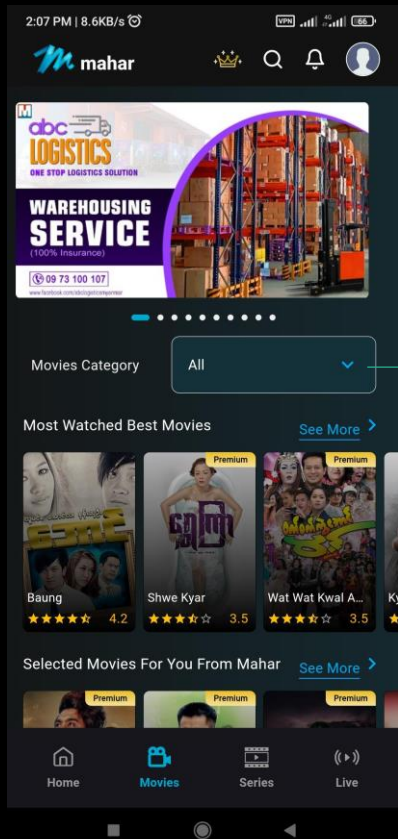 2:07 PM | 8.6KB/s
VPN 4G 66
mahar
M
abc
LOGISTICS
ONE STOP LOGISTICS SOLUTION
WAREHOUSING
SERVICE
(100% Insurance)
09 73 100 107
Movies Category
All
Most Watched Best Movies
See More
Premium
Premium
ရွှေကြာ
Baung
Shwe Kyar
Wat Wat Kwal A...
Ky
4.2
3.5
3.5
Selected Movies For You From Mahar
See More
Premium
Premium
Premium
Home
Movies
Series
Live